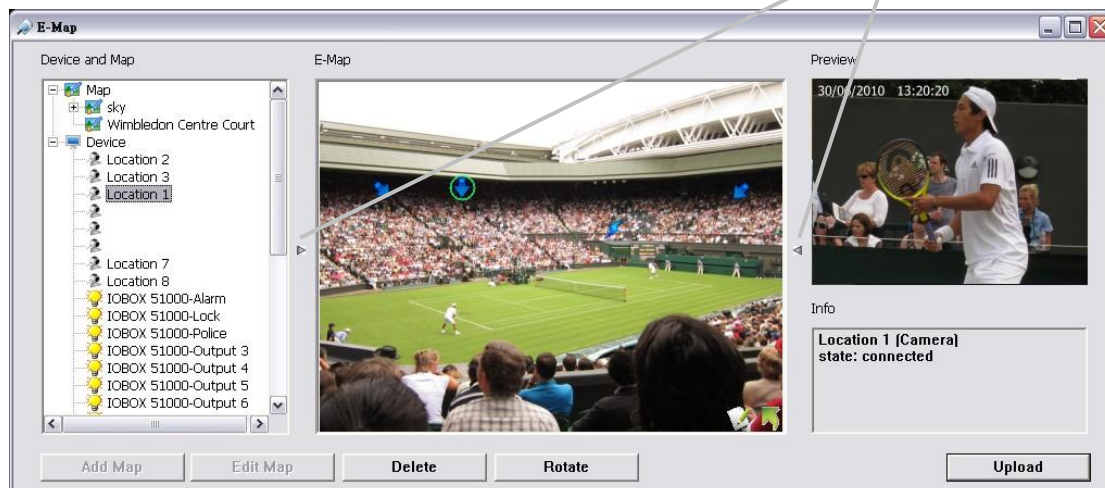 E-Map
Device and Map
Map
sky
Wimbledon Centre Court
Device
Location 2
Location 3
Location 1
Location 7
Location 8
IOBOX 51000-Alarm
IOBOX 51000-Lock
IOBOX 51000-Police
IOBOX 51000-Output 3
IOBOX 51000-Output 4
IOBOX 51000-Output 5
IOBOX 51000-Output 6
E-Map
Preview
30/06/2010 13:20:20
Info
Location 1 (Camera)
state: connected
Add Map
Edit Map
Delete
Rotate
Upload